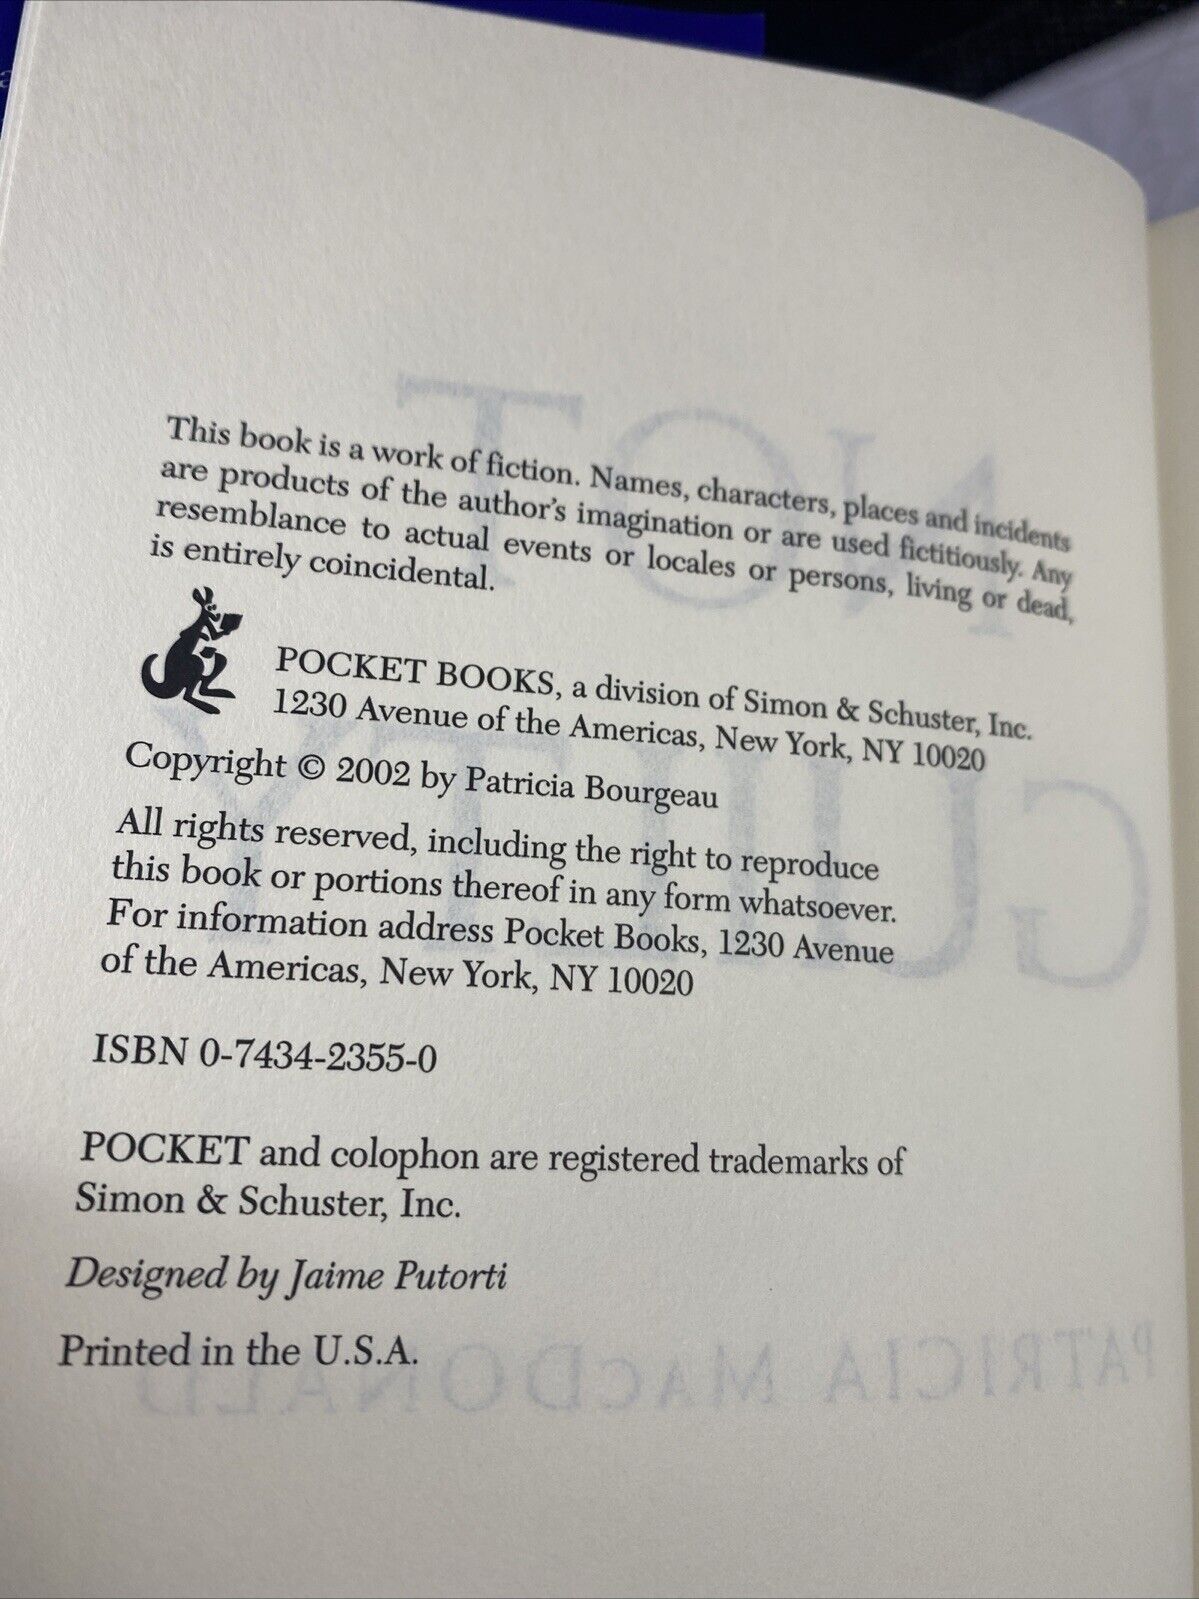 This book is a work of fiction. Names, characters, places and incidents
are products of the author's imagination or are used fictitiously. Any
resemblance to actual events or locales or persons, living or dead,
is entirely coincidental.
POCKET BOOKS, a division of Simon & Schuster, Inc.
1230 Avenue of the Americas, New York, NY 10020
Copyright © 2002 by Patricia Bourgeau
All rights reserved, including the right to reproduce
this book or portions thereof in any form whatsoever.
For information address Pocket Books, 1230 Avenue
of the Americas, New York, NY 10020
ISBN 0-7434-2355-0
POCKET and colophon are registered trademarks of
Simon & Schuster, Inc.
Designed by Jaime Putorti
Printed in the U.S.A.
NOT
GUILTY
PATRICIA MACDONALD